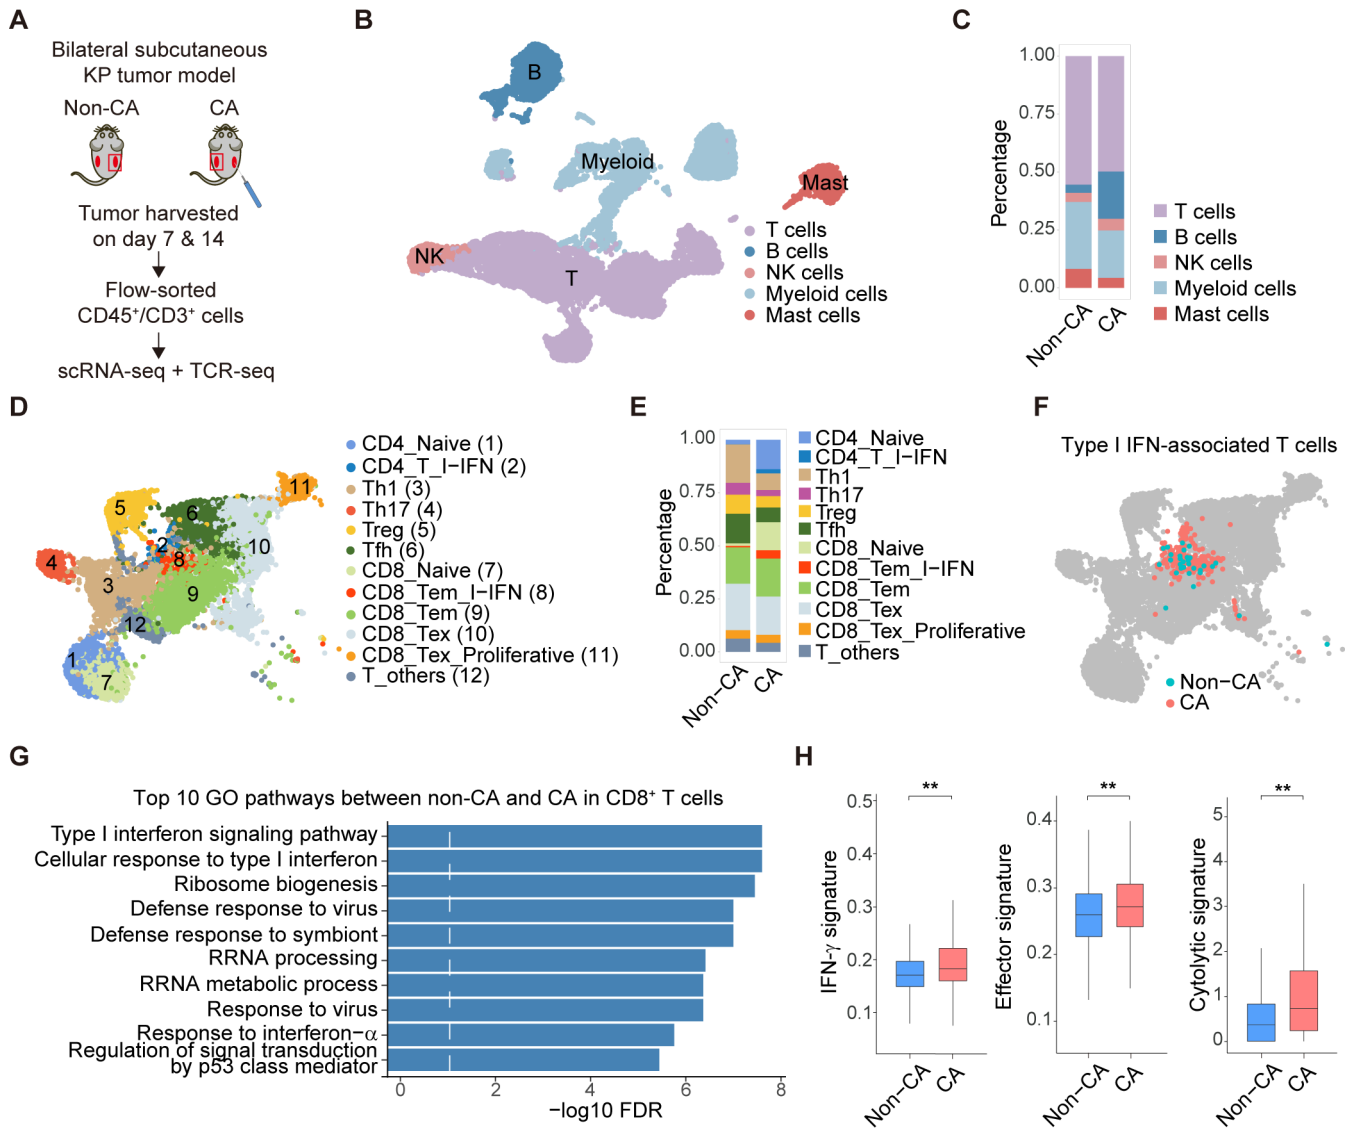 A
Bilateral subcutaneous
KP tumor model
Non-CA
CA
Tumor harvested
on day 7 & 14
Flow-sorted
CD45⁺/CD3⁺ cells
scRNA-seq + TCR-seq
B
B
Myeloid
Mast
NK
T
T cells
B cells
NK cells
Myeloid cells
Mast cells
C
Percentage
1.00
0.75
0.50
0.25
0.00
Non−CA
CA
T cells
B cells
NK cells
Myeloid cells
Mast cells
D
11
5
6
2
10
8
4
3
9
12
1
7
CD4_Naive (1)
CD4_T_I−IFN (2)
Th1 (3)
Th17 (4)
Treg (5)
Tfh (6)
CD8_Naive (7)
CD8_Tem_I−IFN (8)
CD8_Tem (9)
CD8_Tex (10)
CD8_Tex_Proliferative (11)
T_others (12)
E
Percentage
1.00
0.75
0.50
0.25
0.00
Non−CA
CA
CD4_Naive
CD4_T_I−IFN
Th1
Th17
Treg
Tfh
CD8_Naive
CD8_Tem_I−IFN
CD8_Tem
CD8_Tex
CD8_Tex_Proliferative
T_others
F
Type I IFN-associated T cells
Non−CA
CA
G
Top 10 GO pathways between non-CA and CA in CD8⁺ T cells
Type I interferon signaling pathway
Cellular response to type I interferon
Ribosome biogenesis
Defense response to virus
Defense response to symbiont
RRNA processing
RRNA metabolic process
Response to virus
Response to interferon−α
Regulation of signal transduction
by p53 class mediator
0 2 4 6 8
−log10 FDR
H
IFN-γ signature
0.5
0.4
0.3
0.2
0.1
**
Non−CA
CA
Effector signature
0.4
0.3
0.2
0.1
**
Non−CA
CA
Cytolytic signature
5
4
3
2
1
0
**
Non−CA
CA